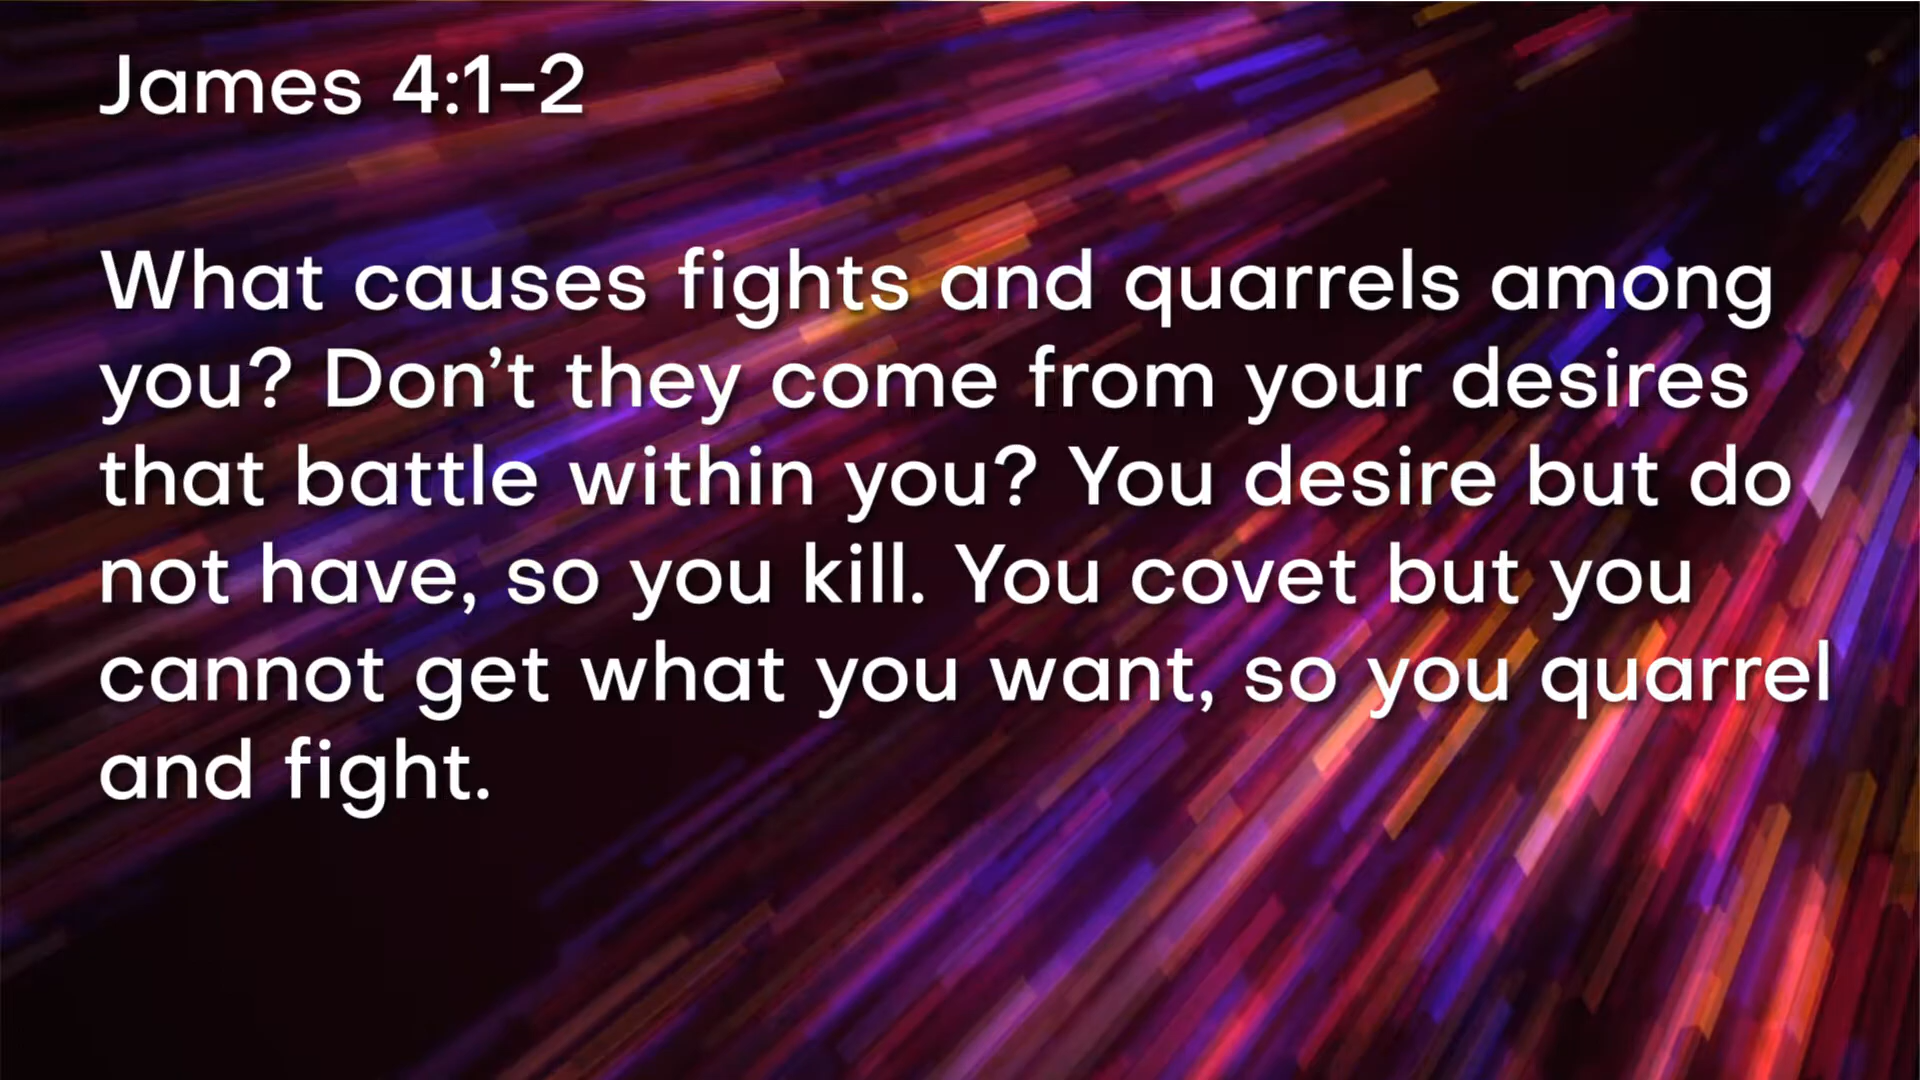 James 4:1–2
What causes fights and quarrels among
you? Don’t they come from your desires
that battle within you? You desire but do
not have, so you kill. You covet but you
cannot get what you want, so you quarrel
and fight.